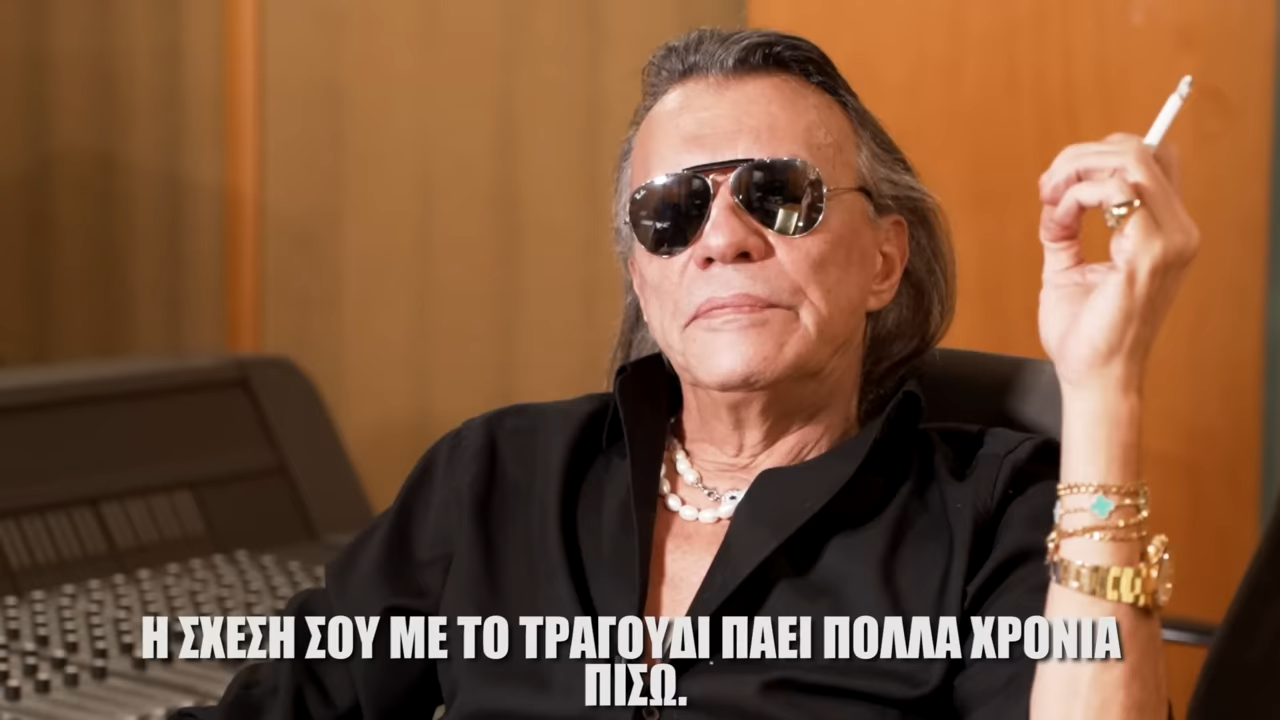 Η ΣΧΕΣΗ ΣΟΥ ΜΕ ΤΟ ΤΡΑΓΟΥΔΙ ΠΑΕΙ ΠΟΛΛΑ ΧΡΟΝΙΑ
ΠΙΣΩ.